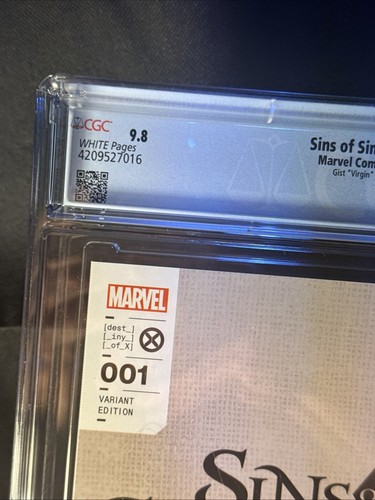 CGC 9.8
WHITE Pages
4209527016
Sins of Sin
Marvel Com
Gist "Virgin"
MARVEL
[dest_]
[_iny_]
[_of_X]
001
VARIANT
EDITION
SINS